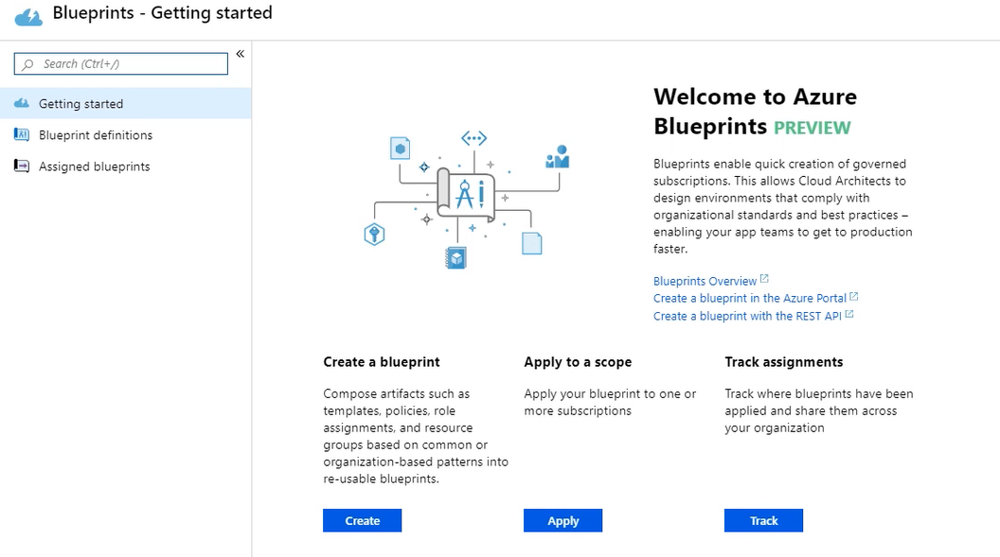 Blueprints - Getting started
Search (Ctrl+/)
«
Getting started
Blueprint definitions
Assigned blueprints
Welcome to Azure
Blueprints PREVIEW
Blueprints enable quick creation of governed
subscriptions. This allows Cloud Architects to
design environments that comply with
organizational standards and best practices –
enabling your app teams to get to production
faster.
Blueprints Overview
Create a blueprint in the Azure Portal
Create a blueprint with the REST API
Create a blueprint
Compose artifacts such as
templates, policies, role
assignments, and resource
groups based on common or
organization-based patterns into
re-usable blueprints.
Create
Apply to a scope
Apply your blueprint to one or
more subscriptions
Apply
Track assignments
Track where blueprints have been
applied and share them across
your organization
Track